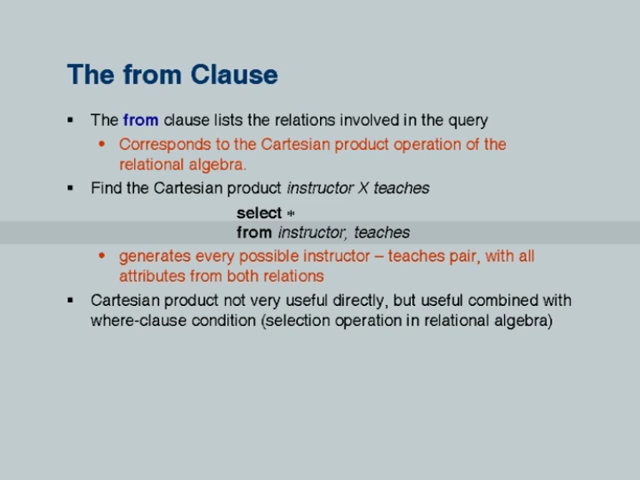 The from Clause
▪ The from clause lists the relations involved in the query
• Corresponds to the Cartesian product operation of the
relational algebra.
▪ Find the Cartesian product instructor X teaches
select ∗
from instructor, teaches
• generates every possible instructor – teaches pair, with all
attributes from both relations
▪ Cartesian product not very useful directly, but useful combined with
where-clause condition (selection operation in relational algebra)